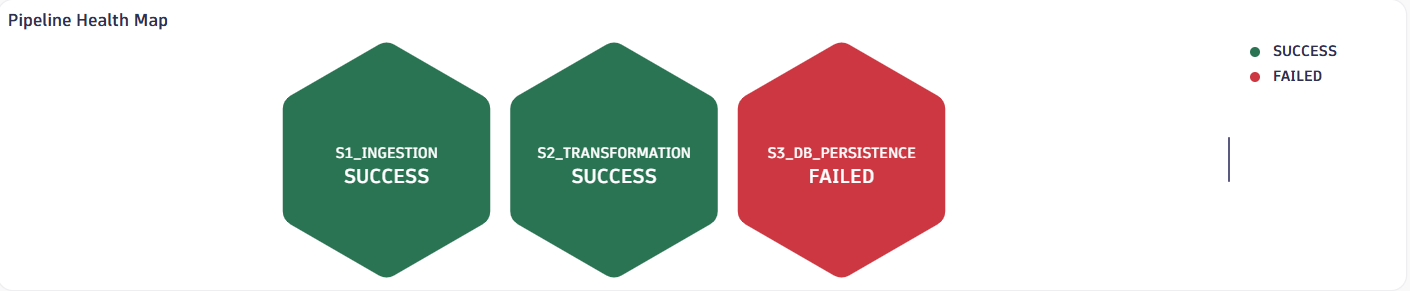 Pipeline Health Map
S1_INGESTION
SUCCESS
S2_TRANSFORMATION
SUCCESS
S3_DB_PERSISTENCE
FAILED
SUCCESS
FAILED